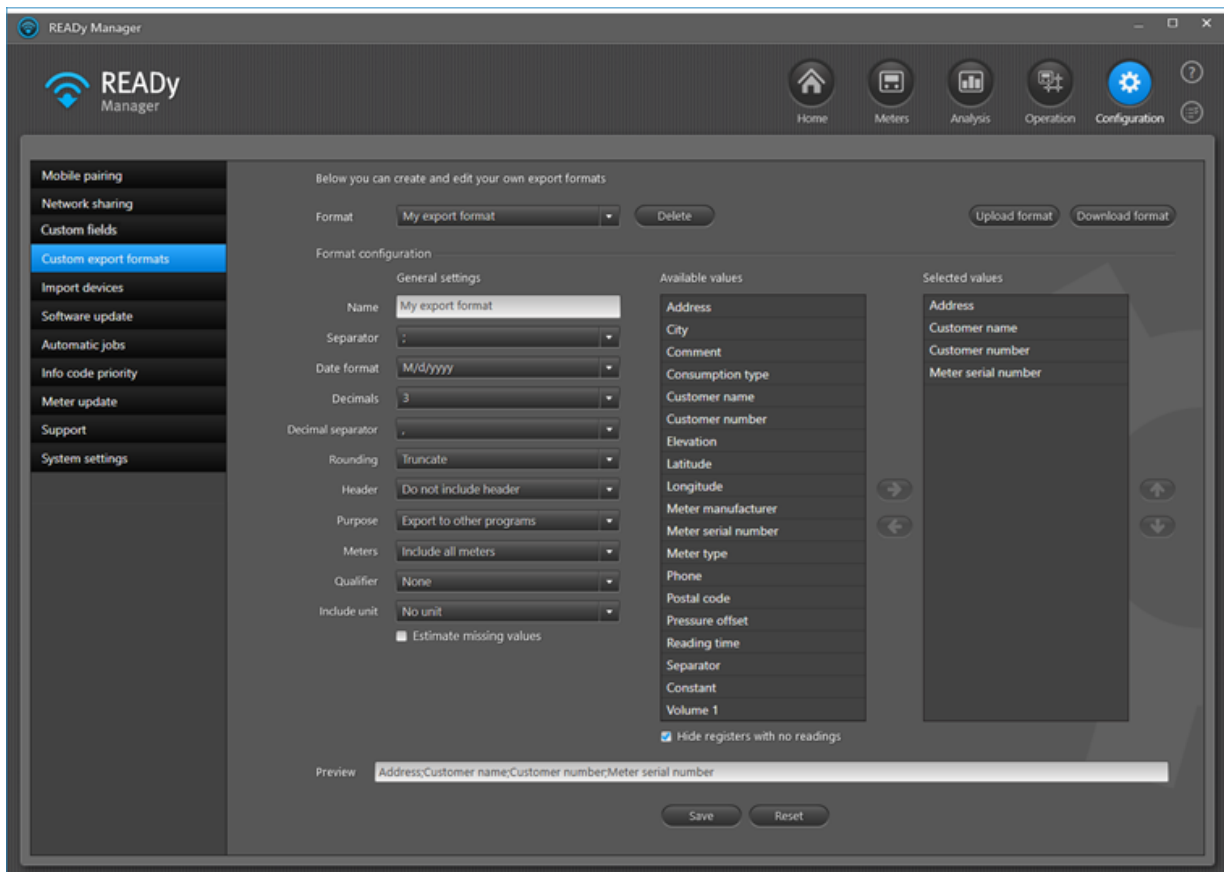 READy Manager
READy
Manager
Home
Meters
Analysis
Operation
Configuration
?
Mobile pairing
Network sharing
Custom fields
Custom export formats
Import devices
Software update
Automatic jobs
Info code priority
Meter update
Support
System settings
Below you can create and edit your own export formats
Format My export format Delete Upload format Download format
Format configuration
General settings
Name My export format
Separator ;
Date format M/d/yyyy
Decimals 3
Decimal separator ,
Rounding Truncate
Header Do not include header
Purpose Export to other programs
Meters Include all meters
Qualifier None
Include unit No unit
Estimate missing values
Available values
Address
City
Comment
Consumption type
Customer name
Customer number
Elevation
Latitude
Longitude
Meter manufacturer
Meter serial number
Meter type
Phone
Postal code
Pressure offset
Reading time
Separator
Constant
Volume 1
Hide registers with no readings
Selected values
Address
Customer name
Customer number
Meter serial number
Preview Address;Customer name;Customer number;Meter serial number
Save Reset